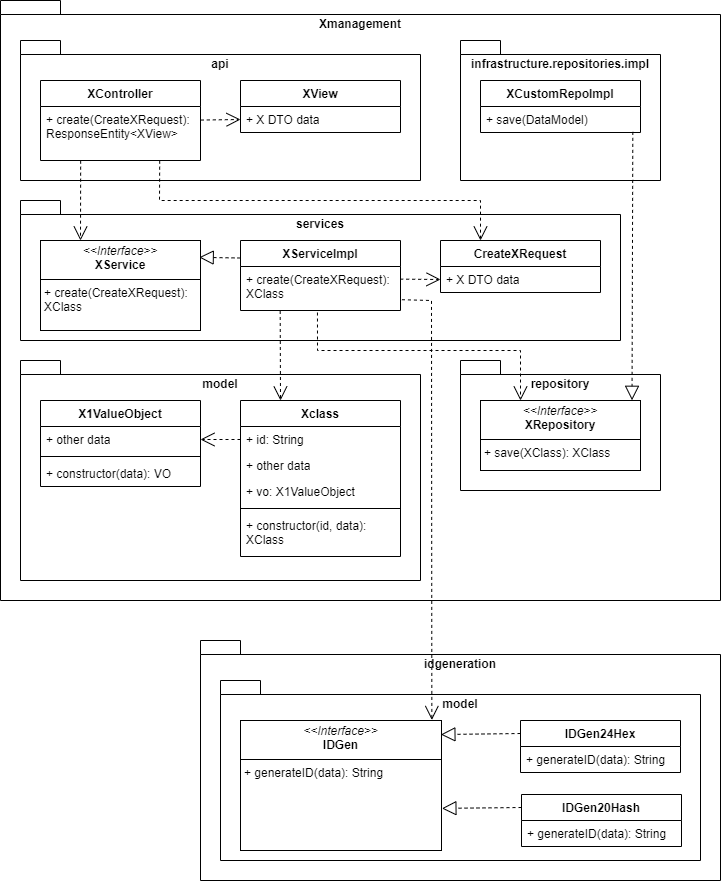 Xmanagement
api
XController
+ create(CreateXRequest):
ResponseEntity<XView>
XView
+ X DTO data
infrastructure.repositories.impl
XCustomRepoImpl
+ save(DataModel)
services
<<Interface>>
XService
+ create(CreateXRequest):
XClass
XServiceImpl
+ create(CreateXRequest):
XClass
CreateXRequest
+ X DTO data
model
X1ValueObject
+ other data
+ constructor(data): VO
Xclass
+ id: String
+ other data
+ vo: X1ValueObject
+ constructor(id, data):
XClass
repository
<<Interface>>
XRepository
+ save(XClass): XClass
idgeneration
model
<<Interface>>
IDGen
+ generateID(data): String
IDGen24Hex
+ generateID(data): String
IDGen20Hash
+ generateID(data): String